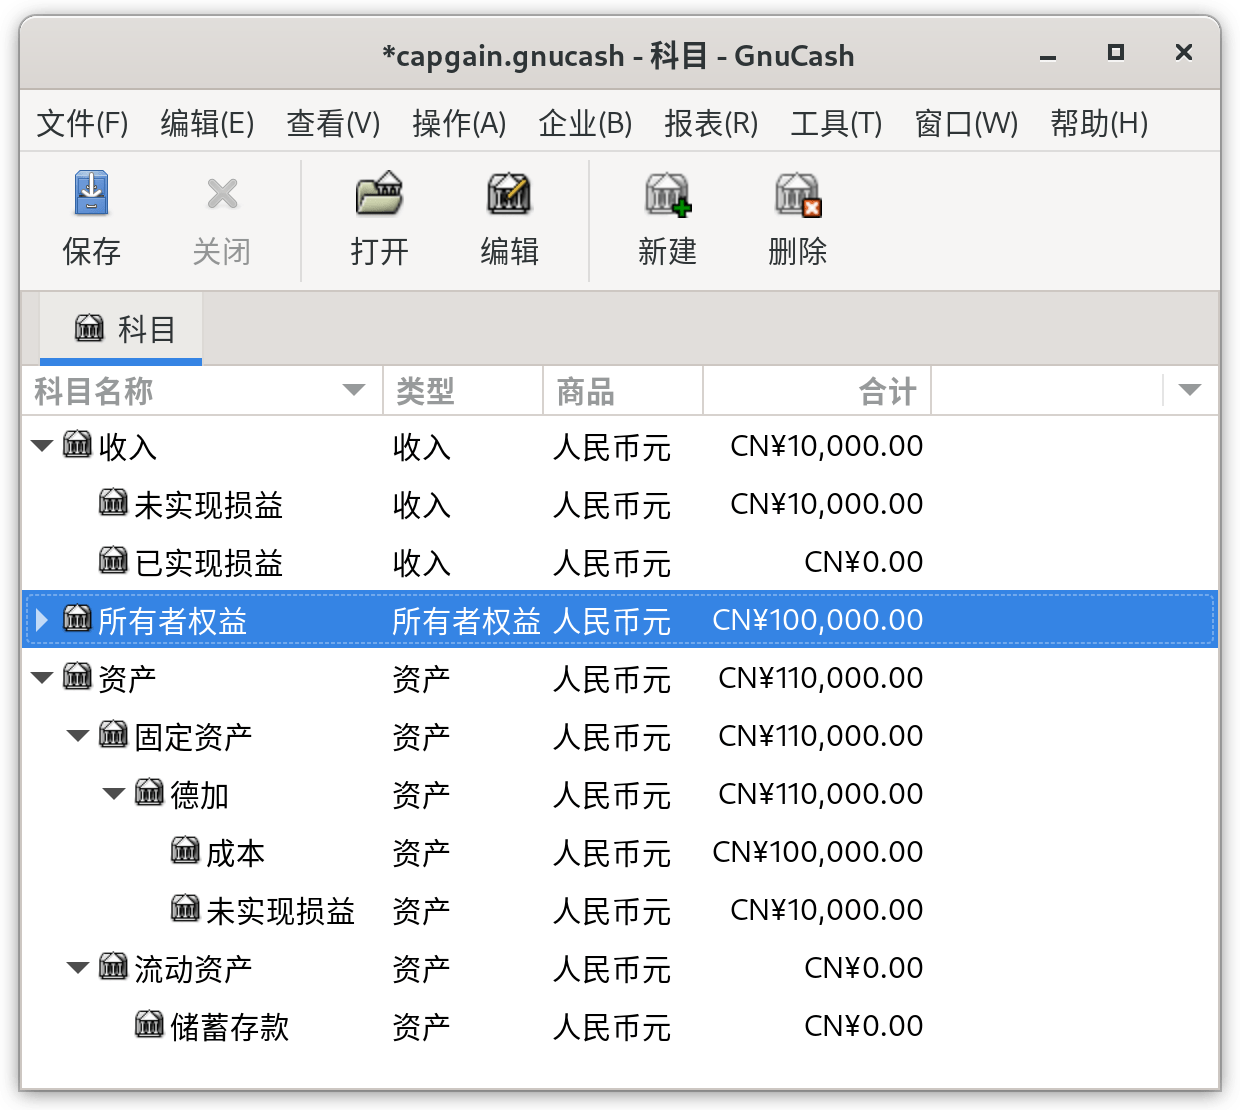 *capgain.gnucash - 科目 - GnuCash
文件(F) 编辑(E) 查看(V) 操作(A) 企业(B) 报表(R) 工具(T) 窗口(W) 帮助(H)
保存 关闭 打开 编辑 新建 删除
科目
科目名称 类型 商品 合计
收入 收入 人民币元 CN¥10,000.00
未实现损益 收入 人民币元 CN¥10,000.00
已实现损益 收入 人民币元 CN¥0.00
所有者权益 所有者权益 人民币元 CN¥100,000.00
资产 资产 人民币元 CN¥110,000.00
固定资产 资产 人民币元 CN¥110,000.00
德加 资产 人民币元 CN¥110,000.00
成本 资产 人民币元 CN¥100,000.00
未实现损益 资产 人民币元 CN¥10,000.00
流动资产 资产 人民币元 CN¥0.00
储蓄存款 资产 人民币元 CN¥0.00